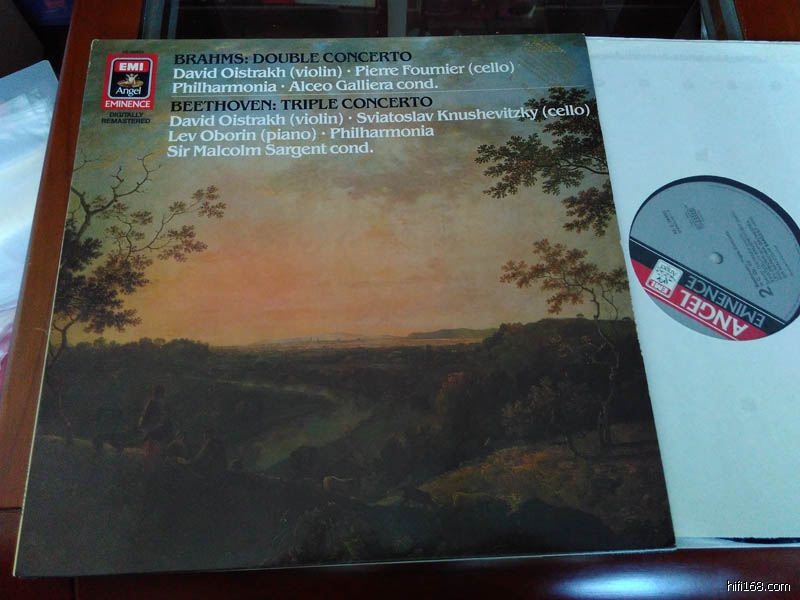 EMI
Angel
EMINENCE
DIGITALLY
REMASTERED
BRAHMS: DOUBLE CONCERTO
David Oistrakh (violin) · Pierre Fournier (cello)
Philharmonia · Alceo Galliera cond.
BEETHOVEN: TRIPLE CONCERTO
David Oistrakh (violin) · Sviatoslav Knushevitzky (cello)
Lev Oborin (piano) · Philharmonia
Sir Malcolm Sargent cond.
2
EMI
ANGEL
EMINENCE
hifi168.com